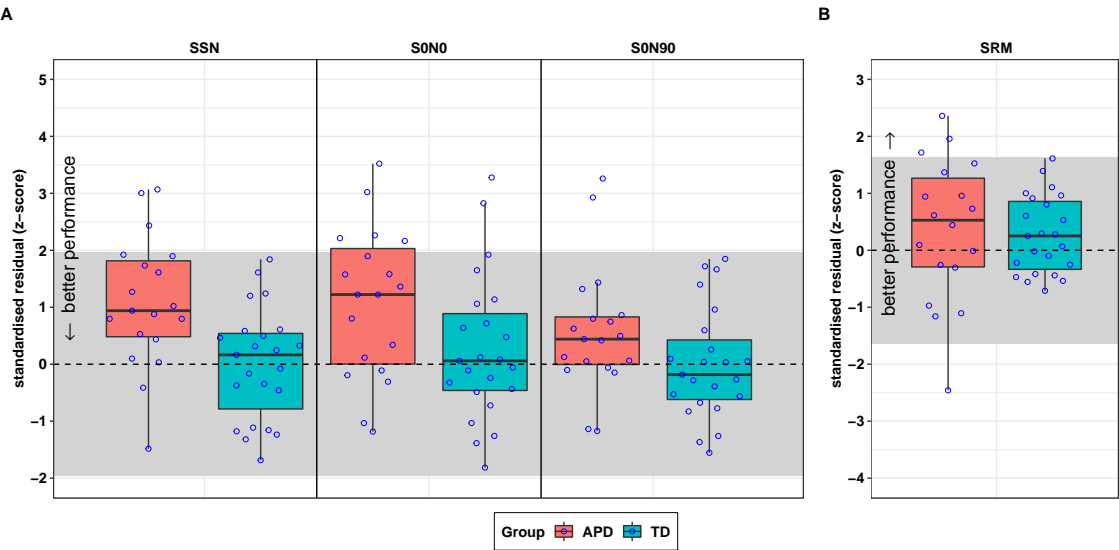 A
B
SSN
S0N0
S0N90
SRM
standardised residual (z−score)
5
4
3
2
1
0
−1
−2
← better performance
standardised residual (z−score)
3
2
1
0
−1
−2
−3
−4
better performance →
Group
APD
TD